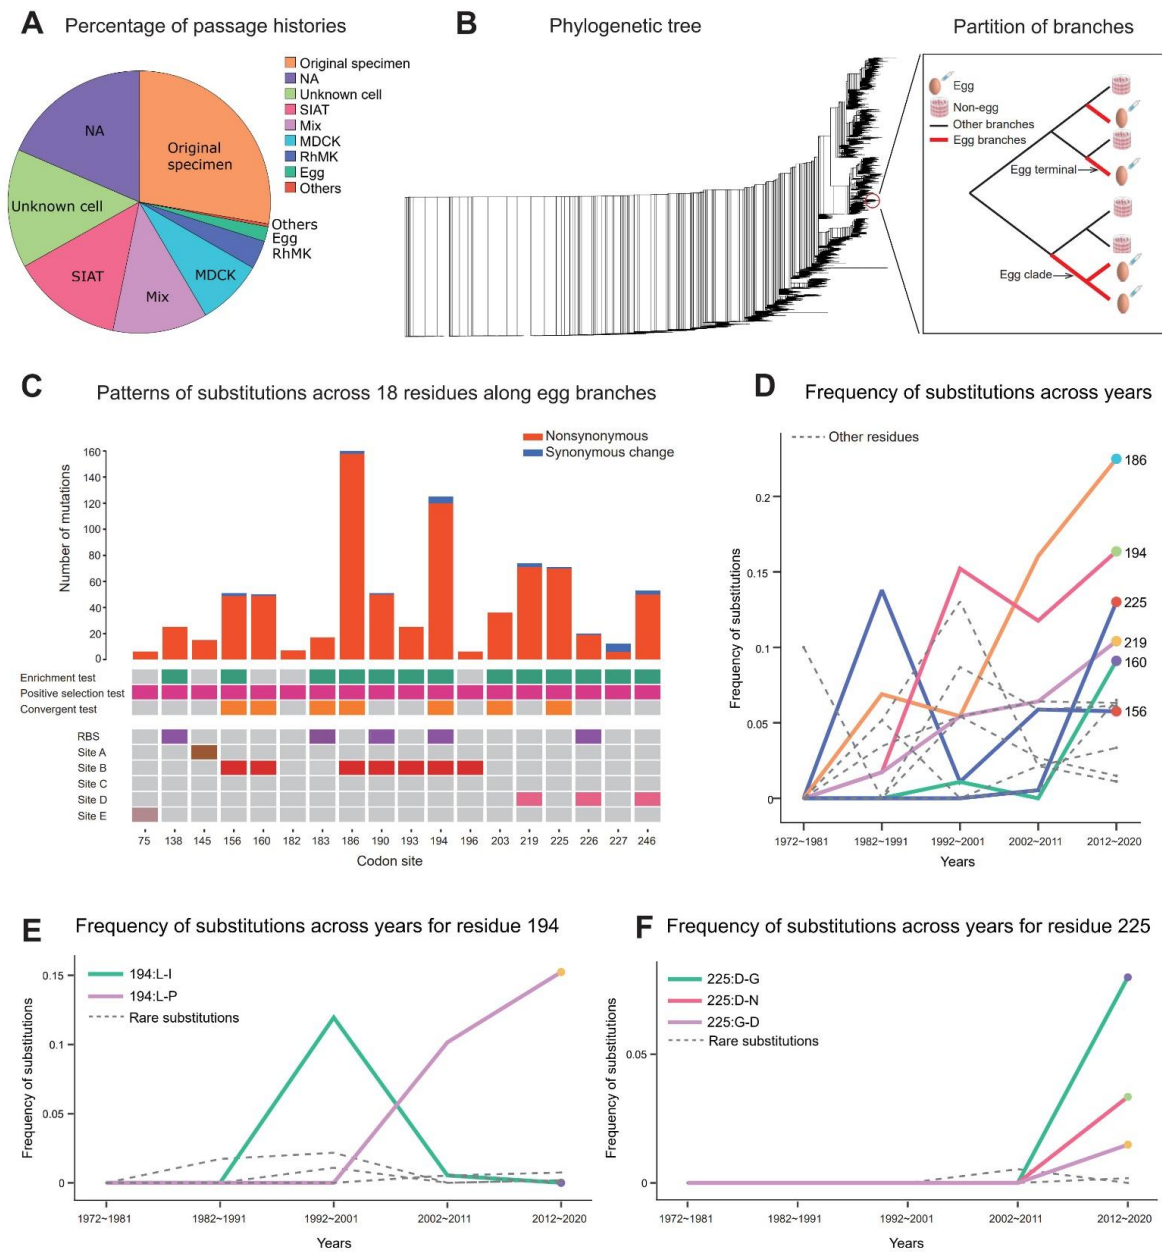 A Percentage of passage histories
Original specimen
NA
Unknown cell
SIAT
Mix
MDCK
RhMK
Egg
Others
NA
Original
specimen
Unknown cell
SIAT
Mix
MDCK
Others
Egg
RhMK
B Phylogenetic tree
Partition of branches
Egg
Non-egg
Other branches
Egg branches
Egg terminal
Egg clade
C Patterns of substitutions across 18 residues along egg branches
Nonsynonymous
Synonymous change
Number of mutations
160
140
120
100
80
60
40
20
0
Enrichment test
Positive selection test
Convergent test
RBS
Site A
Site B
Site C
Site D
Site E
75 138 145 156 160 182 183 186 190 193 194 196 203 219 225 226 227 246
Codon site
D Frequency of substitutions across years
Other residues
Frequency of substitutions
0.2
0.15
0.1
0.05
0
186
194
225
219
160
156
1972~1981 1982~1991 1992~2001 2002~2011 2012~2020
Years
E Frequency of substitutions across years for residue 194
194:L-I
194:L-P
Rare substitutions
Frequency of substitutions
0.15
0.1
0.05
0
1972~1981 1982~1991 1992~2001 2002~2011 2012~2020
Years
F Frequency of substitutions across years for residue 225
225:D-G
225:D-N
225:G-D
Rare substitutions
Frequency of substitutions
0.05
0
1972~1981 1982~1991 1992~2001 2002~2011 2012~2020
Years